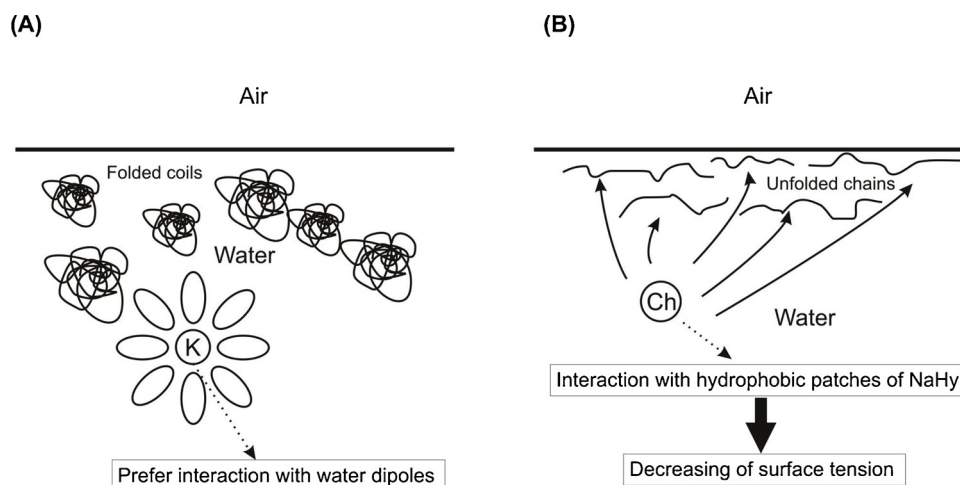 (A)
Air
Folded coils
Water
K
Prefer interaction with water dipoles
(B)
Air
Unfolded chains
Ch
Water
Interaction with hydrophobic patches of NaHy
Decreasing of surface tension